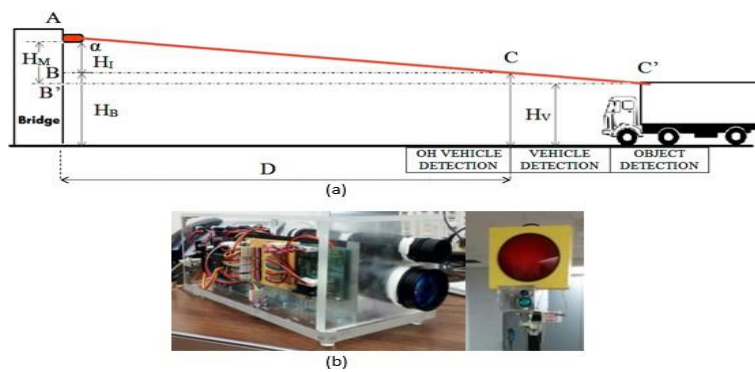 A
α
H_M
H_I
B
C
C'
B'
Bridge
H_B
H_V
OH VEHICLE DETECTION
VEHICLE DETECTION
OBJECT DETECTION
D
(a)
(b)